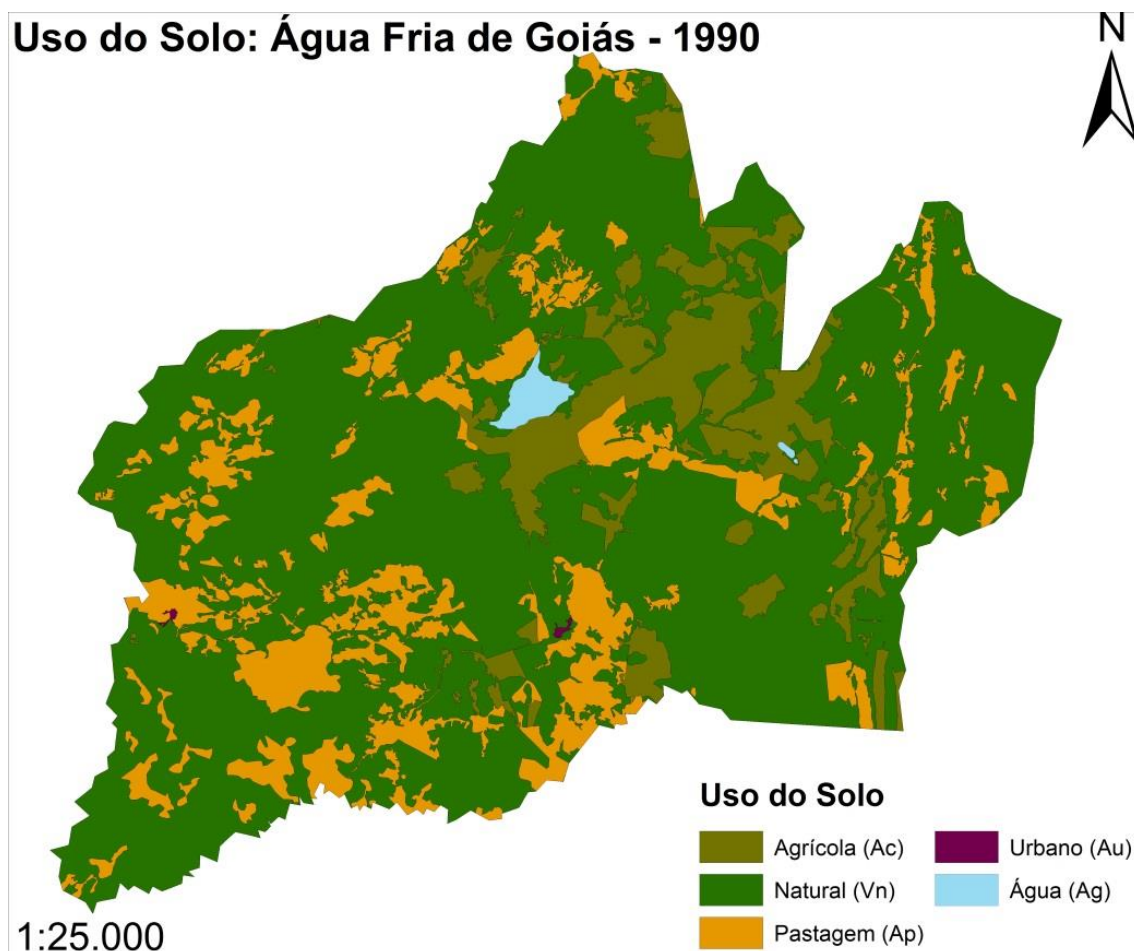 Uso do Solo: Água Fria de Goiás - 1990
N
Uso do Solo
Agrícola (Ac)
Urbano (Au)
Natural (Vn)
Água (Ag)
Pastagem (Ap)
1:25.000